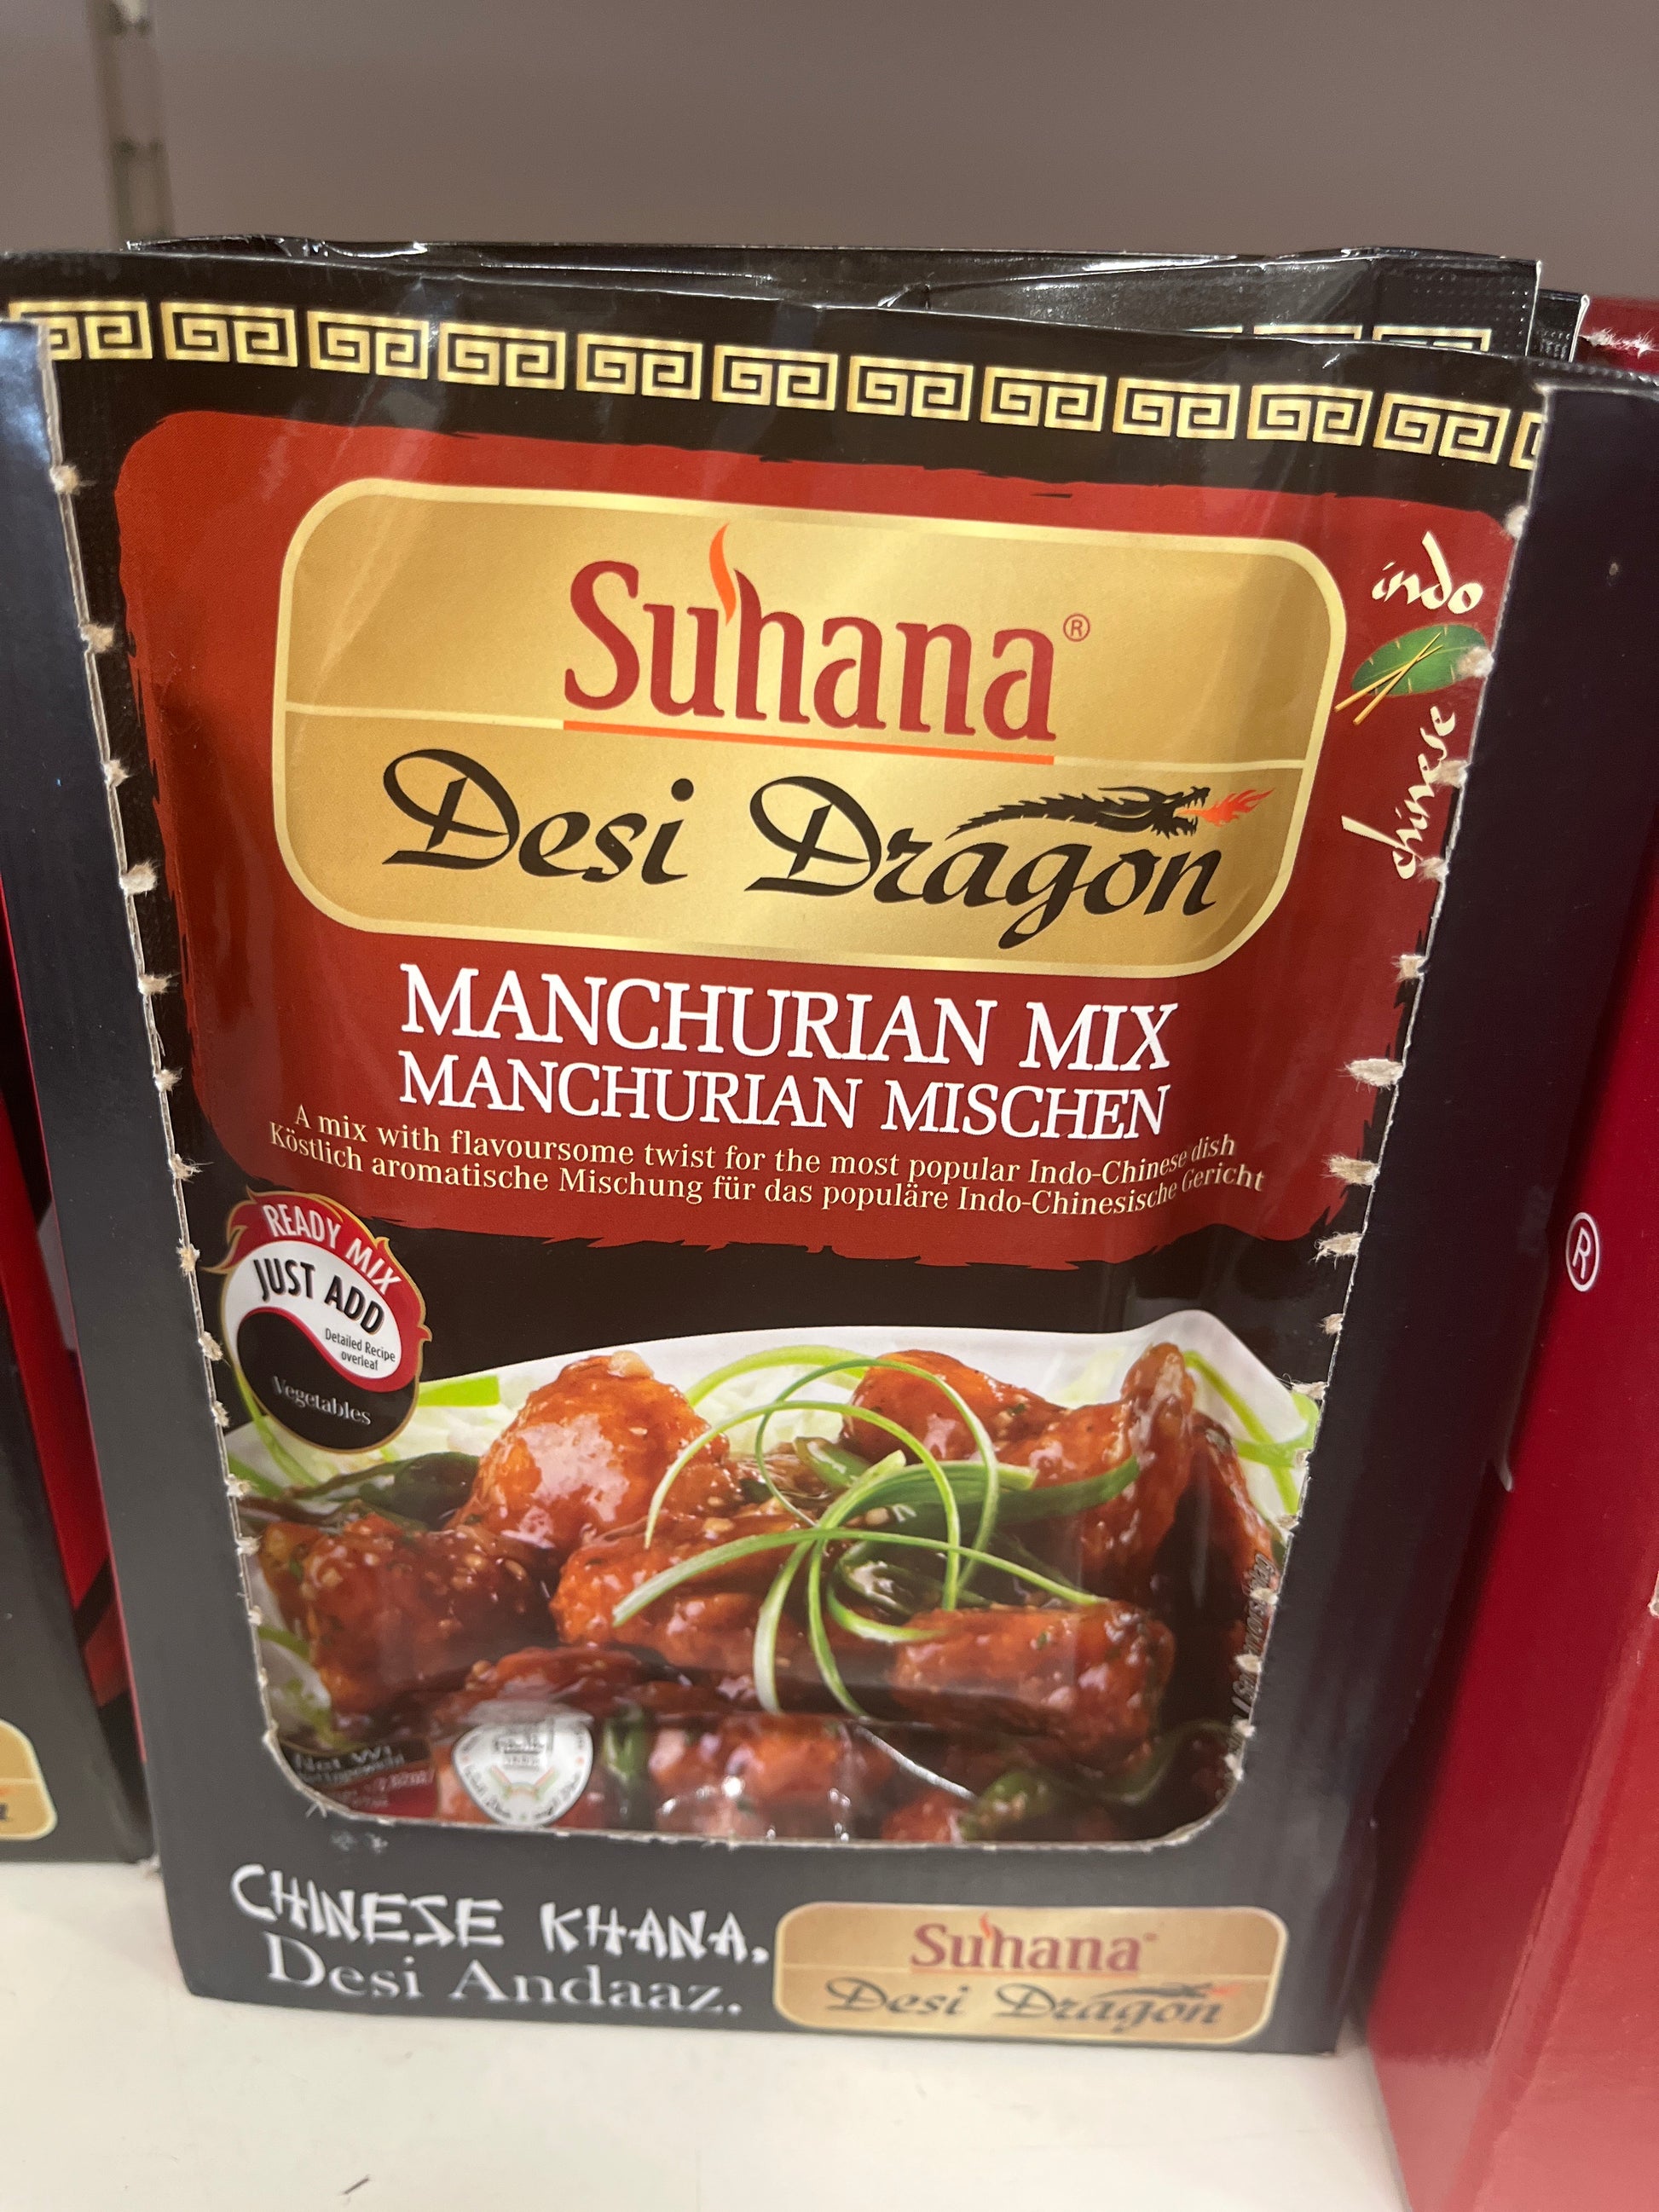 Suhana®
Desi Dragon
indo
chinese
MANCHURIAN MIX
MANCHURIAN MISCHEN
A mix with flavoursome twist for the most popular Indo-Chinese dish
Köstlich aromatische Mischung für das populäre Indo-Chinesische Gericht
READY MIX
JUST ADD
Detailed Recipe
overleaf
Vegetables
®
Net Wt.
CHINESE KHANA,
Desi Andaaz.
Suhana
Desi Dragon